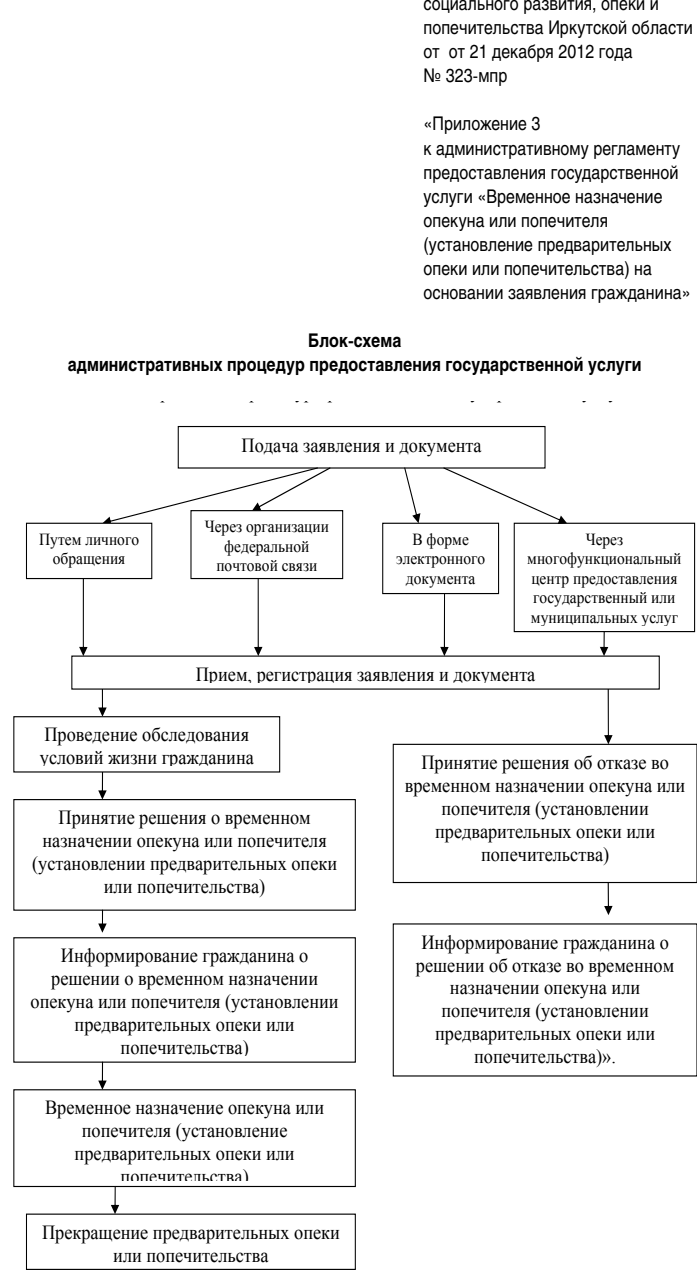 социального развития, опеки и
попечительства Иркутской области
от от 21 декабря 2012 года
№ 323-мпр
«Приложение 3
к административному регламенту
предоставления государственной
услуги «Временное назначение
опекуна или попечителя
(установление предварительных
опеки или попечительства) на
основании заявления гражданина»
Блок-схема
административных процедур предоставления государственной услуги
Подача заявления и документа
Путем личного
обращения
Через организации
федеральной
почтовой связи
В форме
электронного
документа
Через
многофункциональный
центр предоставления
государственный или
муниципальных услуг
Прием, регистрация заявления и документа
Проведение обследования
условий жизни гражданина
Принятие решения о временном
назначении опекуна или попечителя
(установлении предварительных опеки
или попечительства)
Информирование гражданина о
решении о временном назначении
опекуна или попечителя (установлении
предварительных опеки или
попечительства)
Временное назначение опекуна или
попечителя (установление
предварительных опеки или
попечительства)
Прекращение предварительных опеки
или попечительства
Принятие решения об отказе во
временном назначении опекуна или
попечителя (установлении
предварительных опеки или
попечительства)
Информирование гражданина о
решении об отказе во временном
назначении опекуна или
попечителя (установлении
предварительных опеки или
попечительства)».